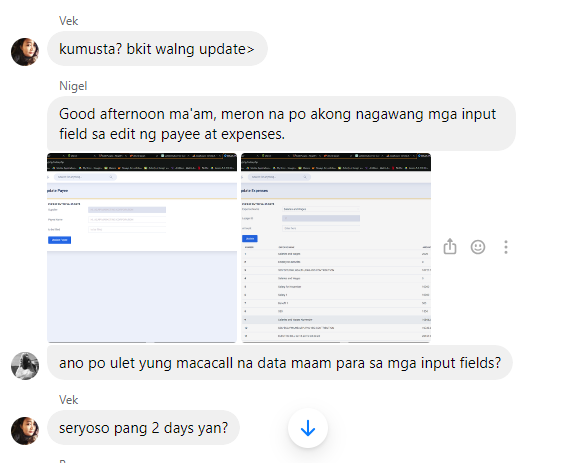 Vek
kumusta? bkit walng update>
Nigel
Good afternoon ma'am, meron na po akong nagawang mga input
field sa edit ng payee at expenses.
Update Expenses
ano po ulet yung macacall na data maam para sa mga input fields?
Vek
seryoso pang 2 days yan?